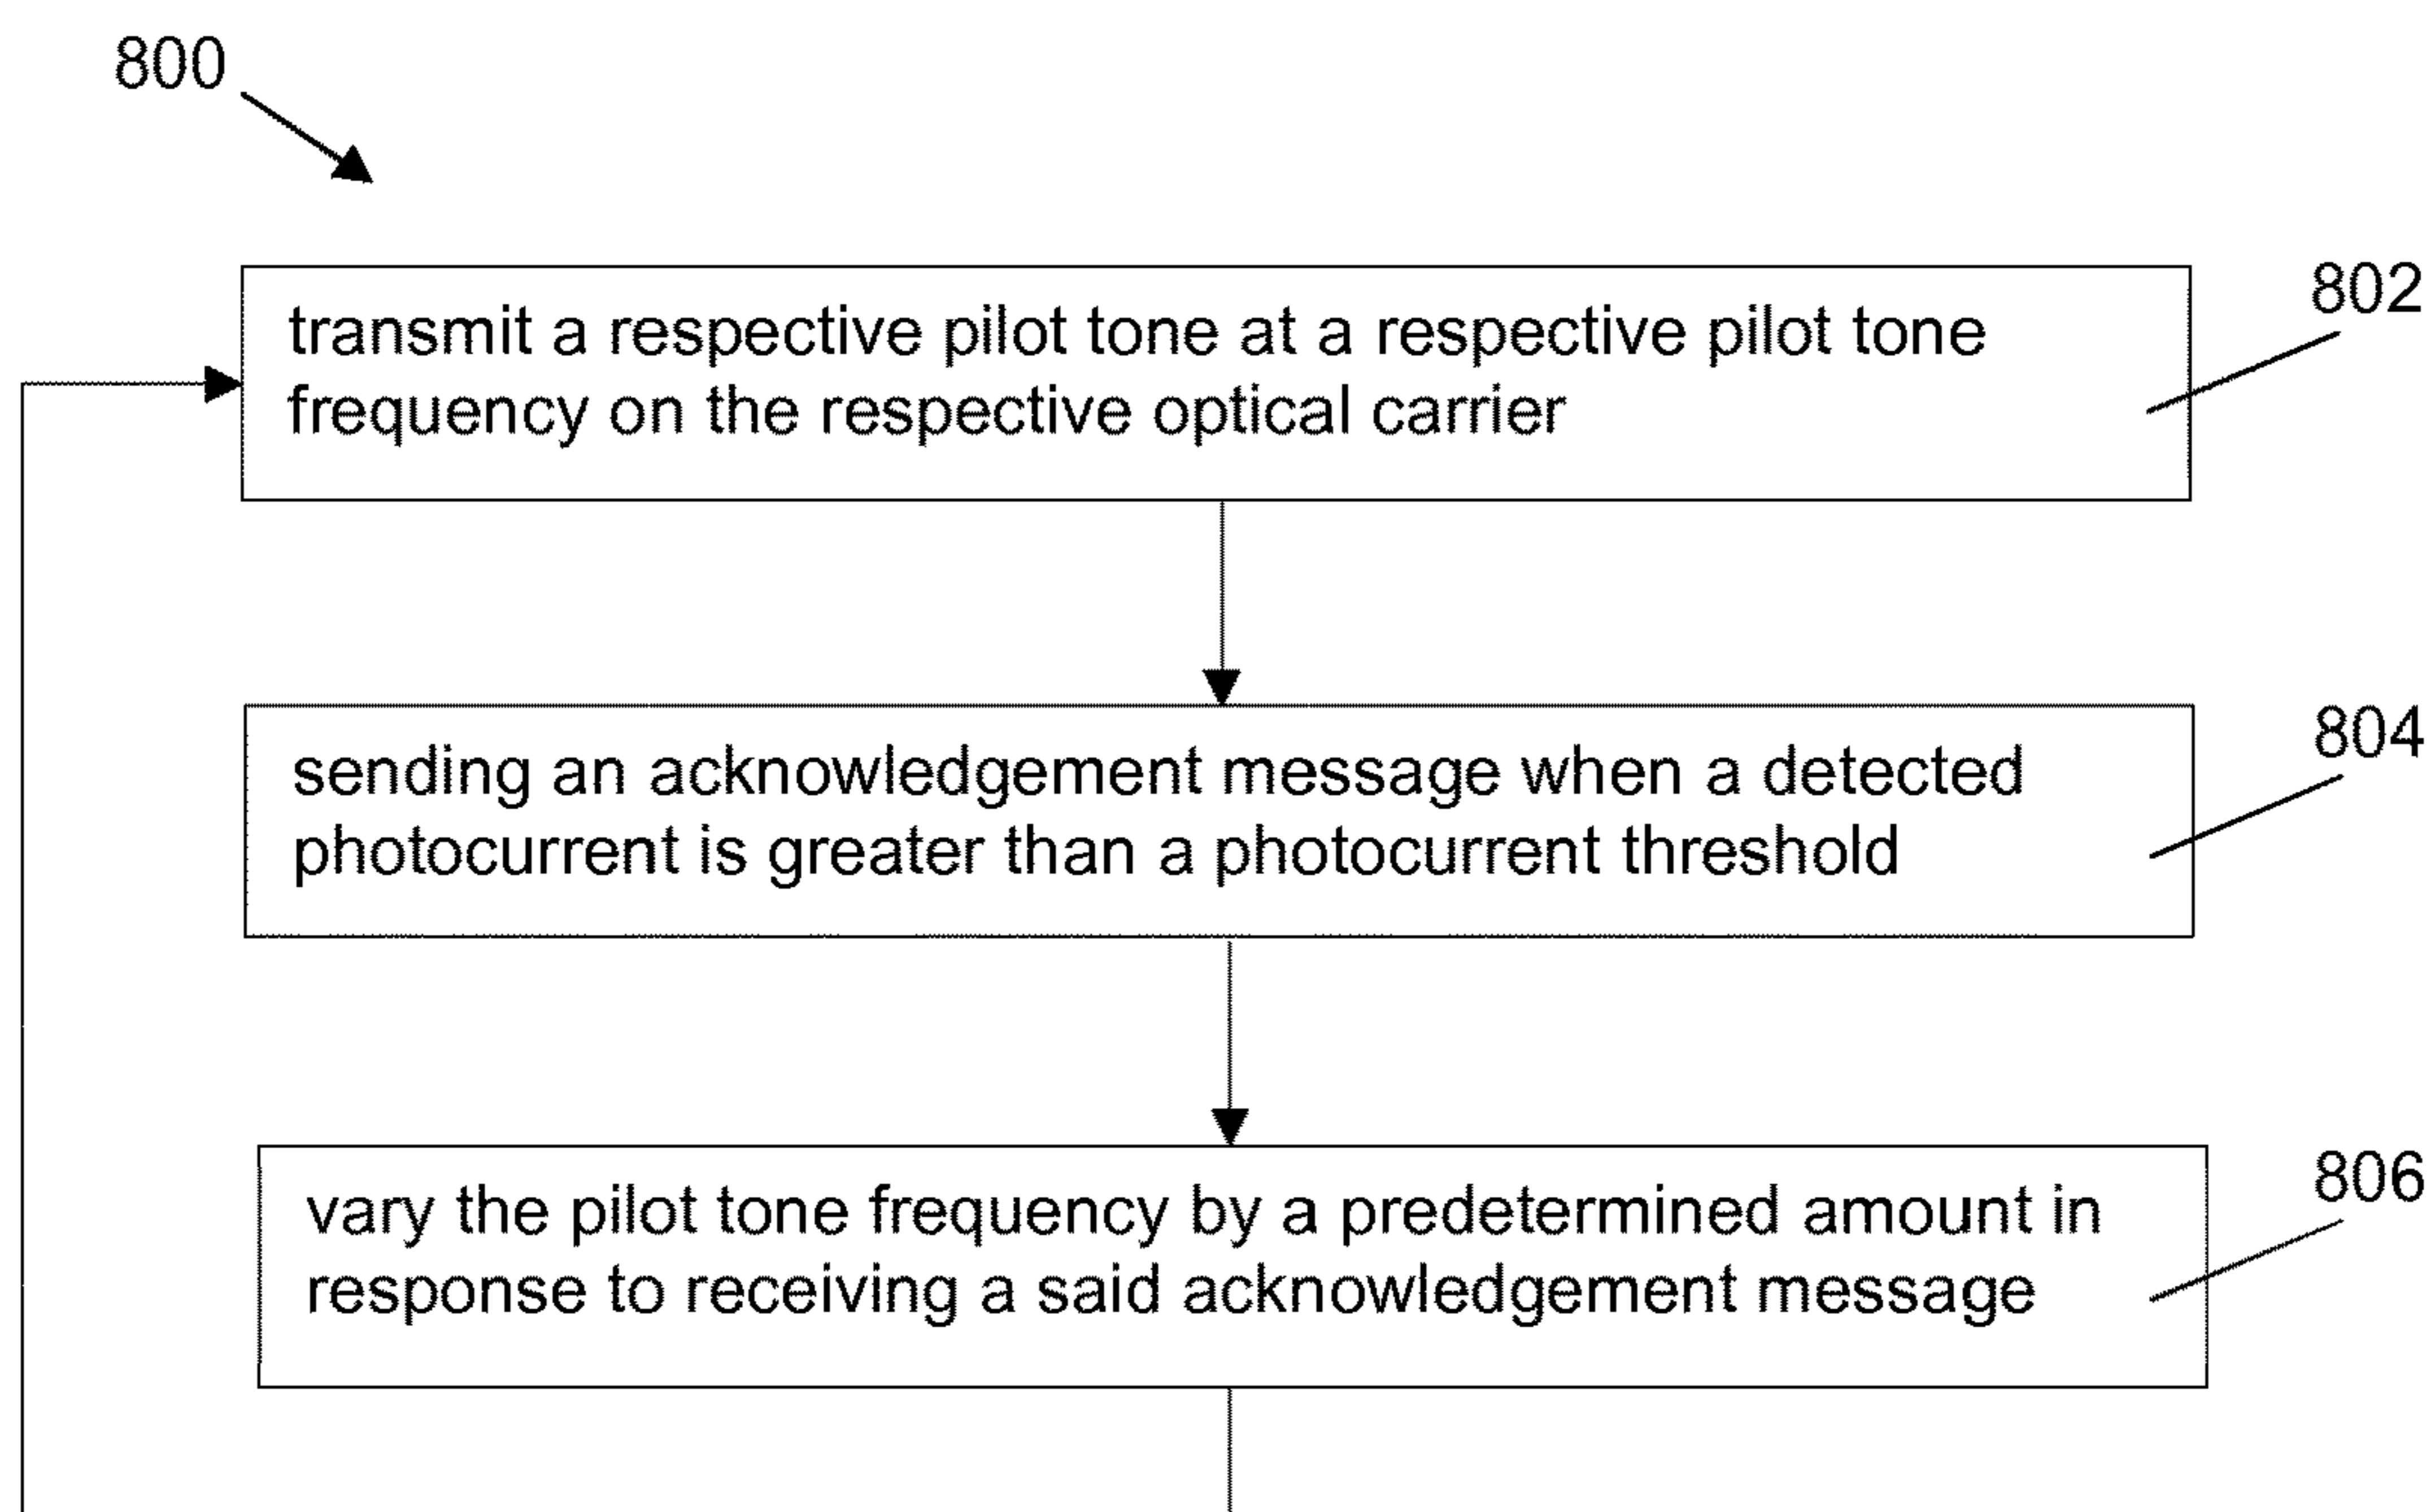 800
transmit a respective pilot tone at a respective pilot tone
frequency on the respective optical carrier
802
sending an acknowledgement message when a detected
photocurrent is greater than a photocurrent threshold
804
vary the pilot tone frequency by a predetermined amount in
response to receiving a said acknowledgement message
806